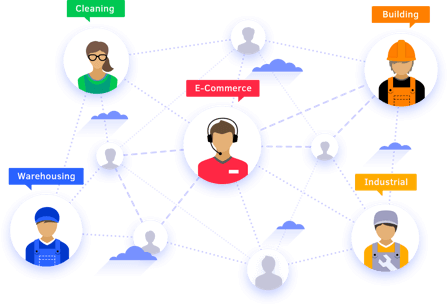 Cleaning
Building
E-Commerce
Warehousing
Industrial